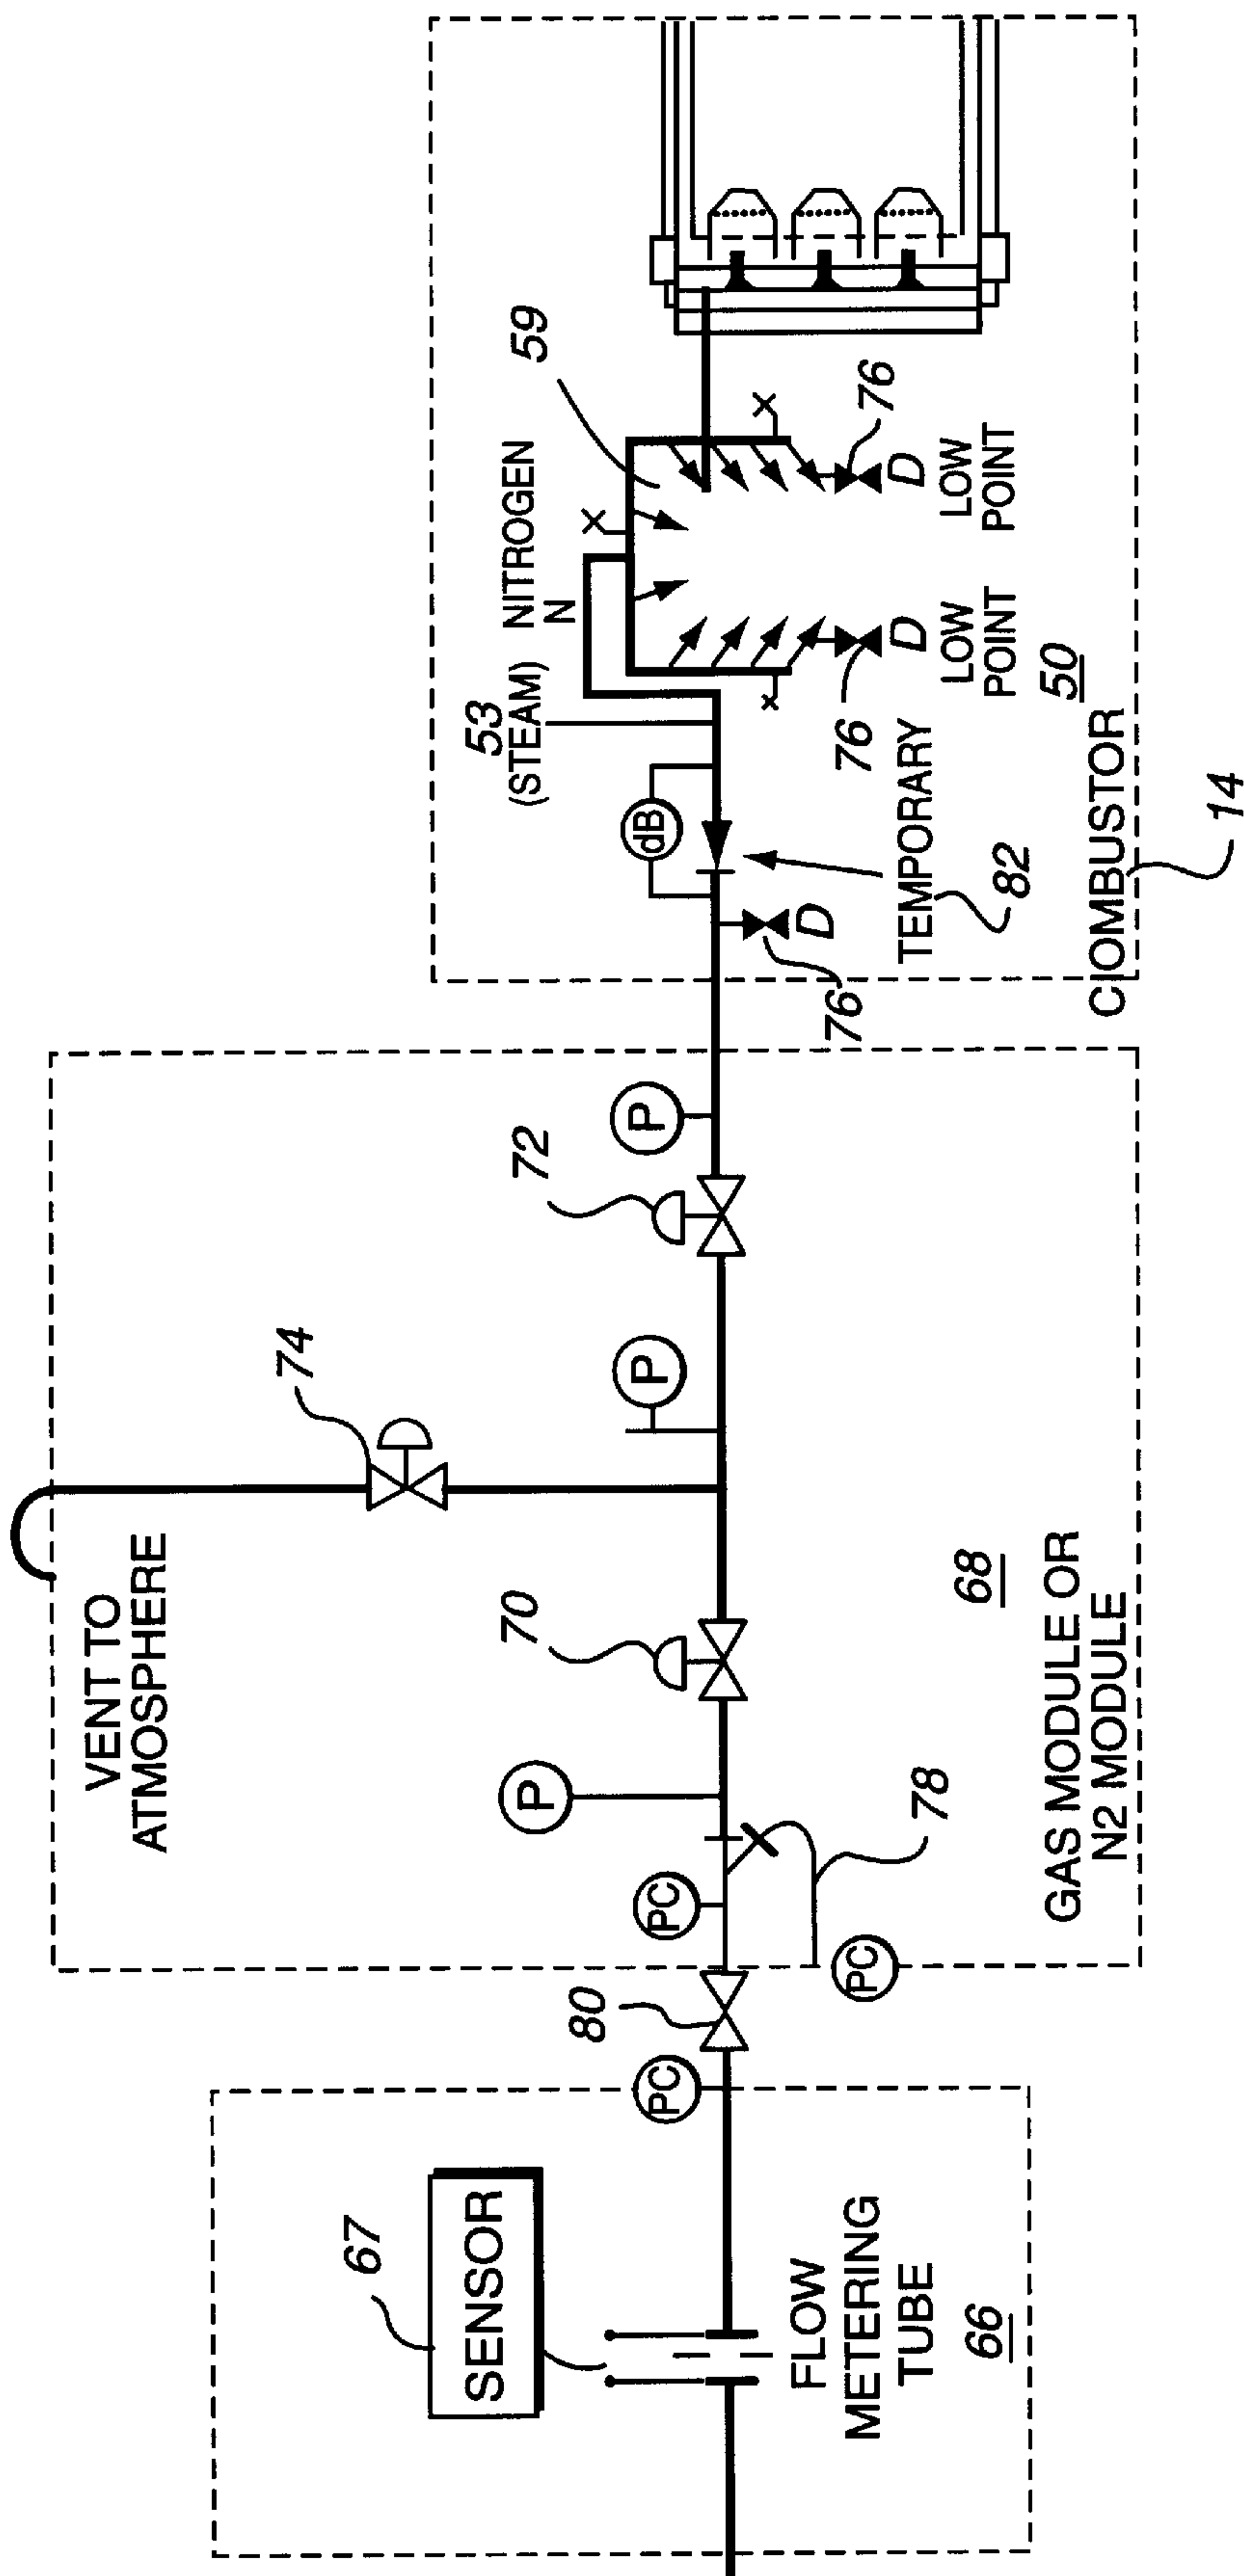 67
SENSOR
FLOW
METERING
TUBE
66
PC
80
VENT TO
ATMOSPHERE
PC
PC
78
P
70
74
P
72
P
68
GAS MODULE OR
N2 MODULE
53
(STEAM)
NITROGEN
N
59
dB
76
D
TEMPORARY
82
x
X
X
76
D
LOW
POINT
76
D
LOW
POINT
50
COMBUSTOR
14